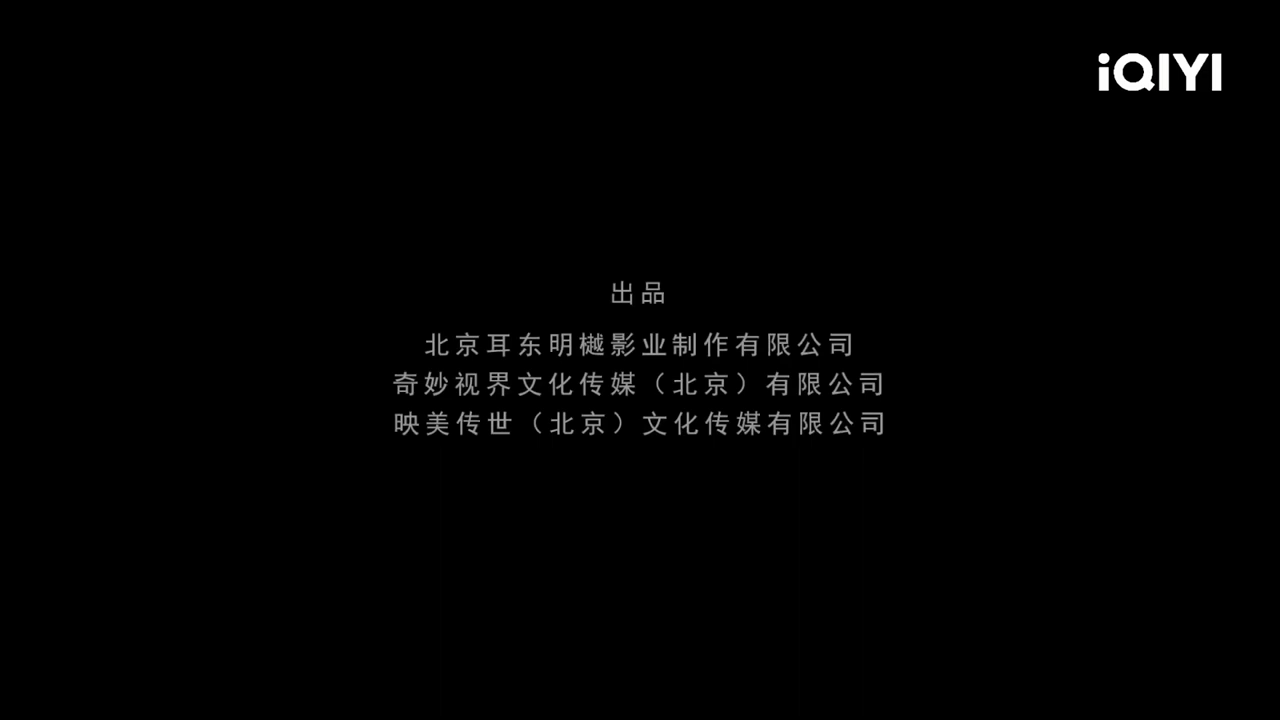 iQIYI
出品
北京耳东明樾影业制作有限公司
奇妙视界文化传媒（北京）有限公司
映美传世（北京）文化传媒有限公司